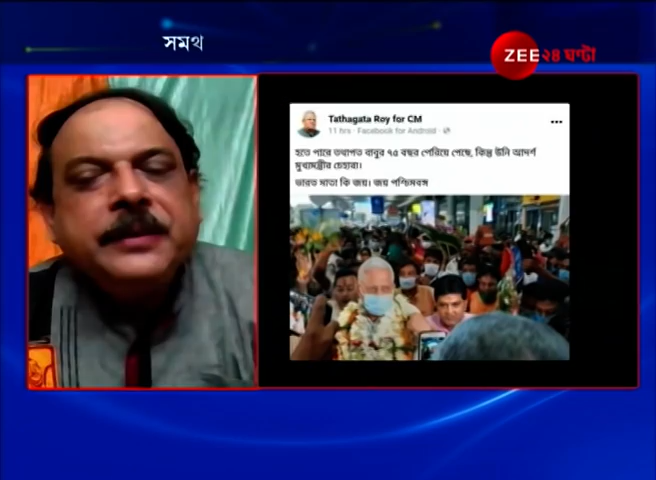 সমথ
ZEE ২৪ ঘণ্টা
Tathagata Roy for CM
11 hrs · Facebook for Android ·
হতে পারে তথাগত বাবুর ৭৫ বছর পেরিয়ে গেছে, কিন্তু উনি আদর্শ
মুখ্যমন্ত্রীর চেহারা।
ভারত মাতা কি জয়। জয় পশ্চিমবঙ্গ